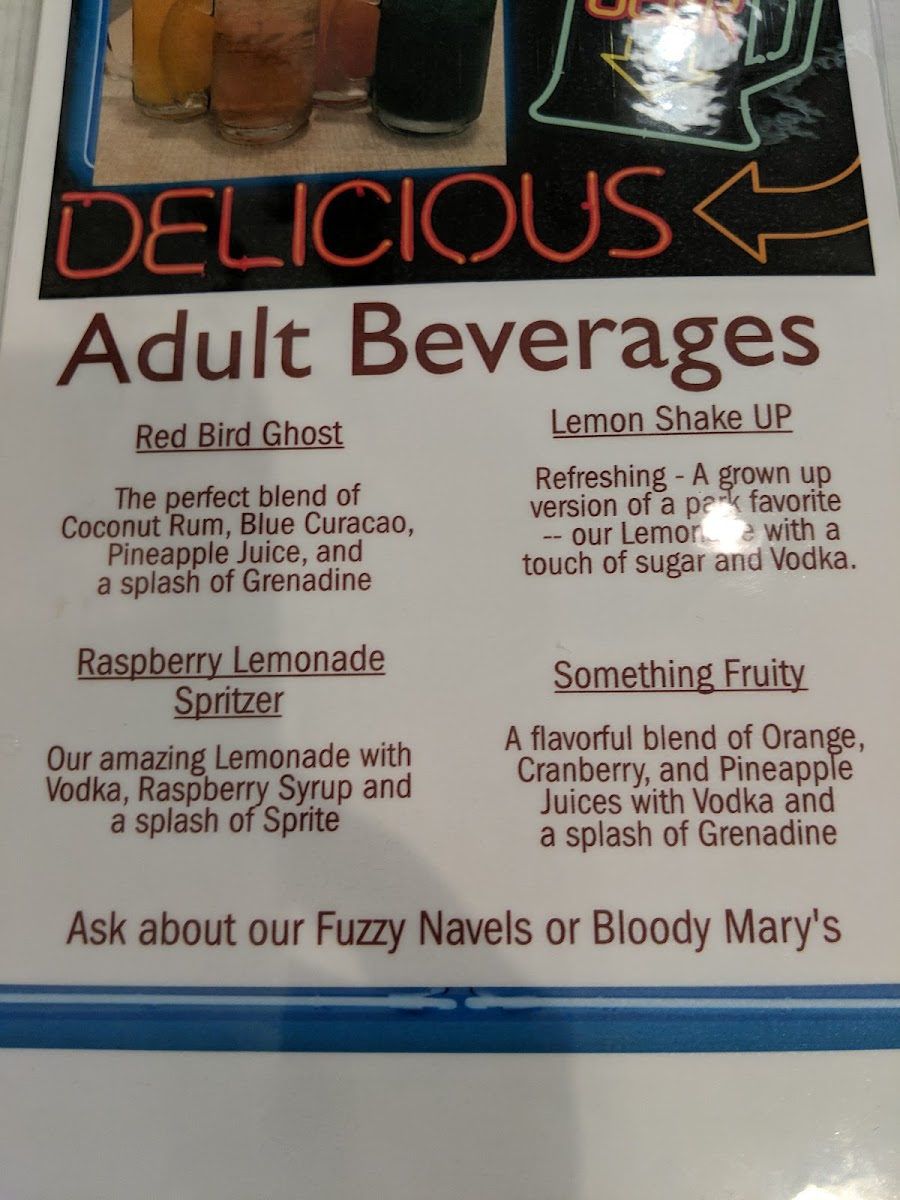 BEER
DELICIOUS
Adult Beverages
Red Bird Ghost
The perfect blend of
Coconut Rum, Blue Curacao,
Pineapple Juice, and
a splash of Grenadine
Lemon Shake UP
Refreshing - A grown up
version of a park favorite
-- our Lemonade with a
touch of sugar and Vodka.
Raspberry Lemonade
Spritzer
Our amazing Lemonade with
Vodka, Raspberry Syrup and
a splash of Sprite
Something Fruity
A flavorful blend of Orange,
Cranberry, and Pineapple
Juices with Vodka and
a splash of Grenadine
Ask about our Fuzzy Navels or Bloody Mary's